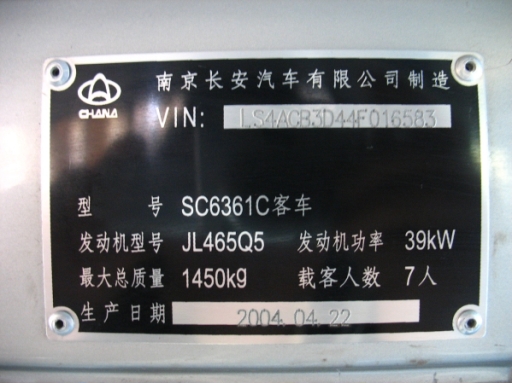 南京长安汽车有限公司制造
CHANA
VIN: LS4ACB3D44F016583
型 号 SC6361C客车
发动机型号 JL465Q5 发动机功率 39kW
最大总质量 1450kg 载客人数 7人
生产日期 2004.04.22